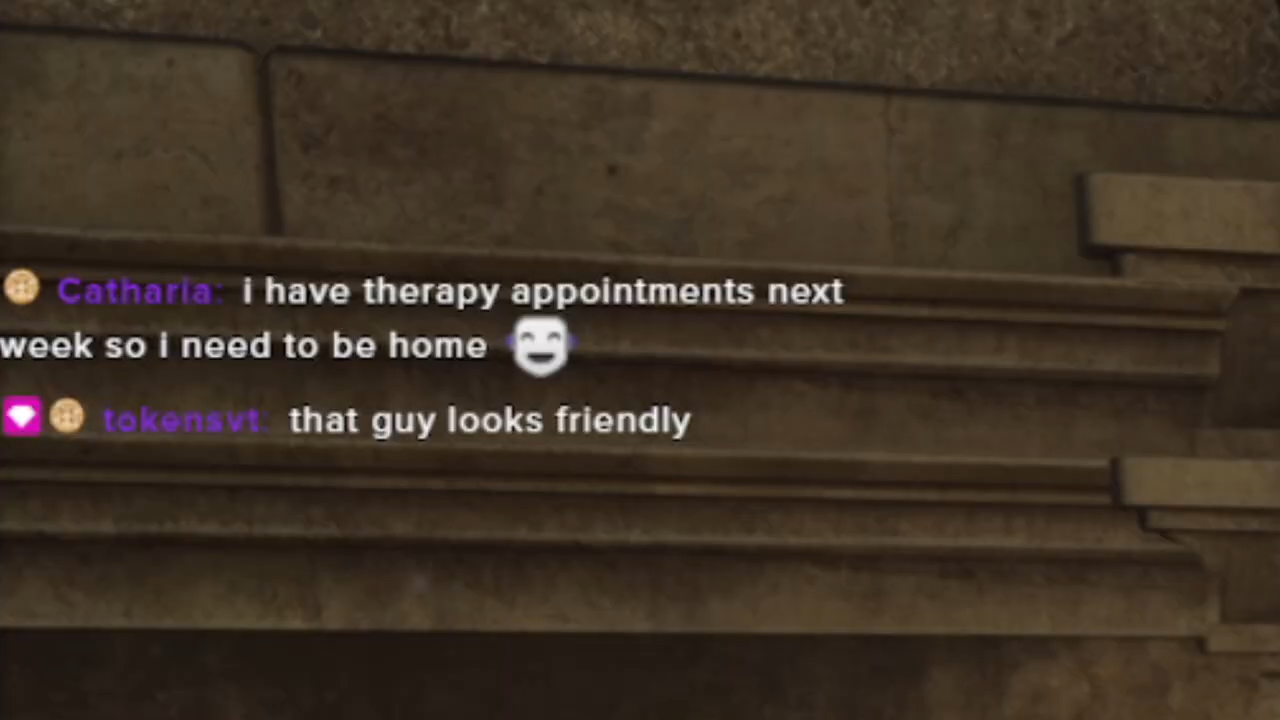 Catharia: i have therapy appointments next
week so i need to be home
tokensvt: that guy looks friendly